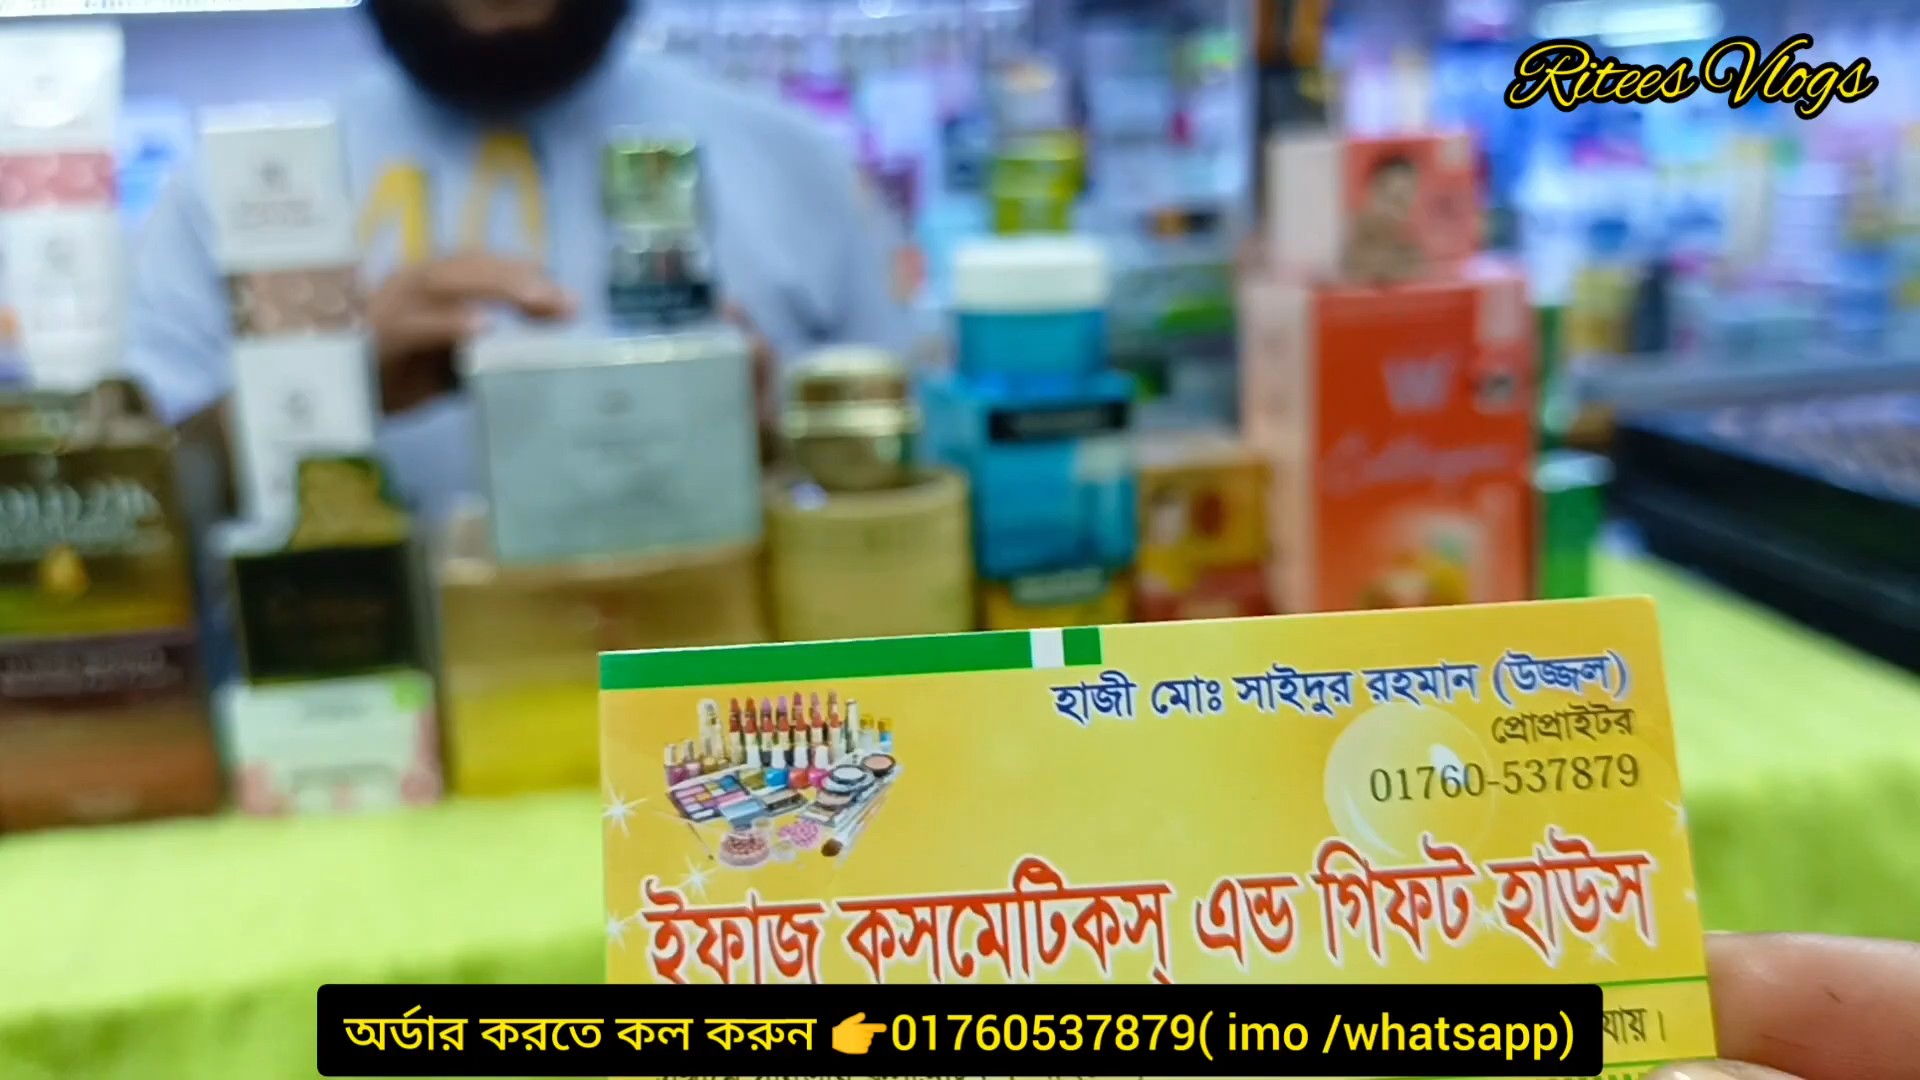 Ritees Vlogs
হাজী মোঃ সাইদুর রহমান (উজ্জল)
প্রোপ্রাইটর
01760-537879
ইফাজ কসমেটিকস্ এন্ড গিফট হাউস
যায়।
অর্ডার করতে কল করুন 👉01760537879( imo /whatsapp)